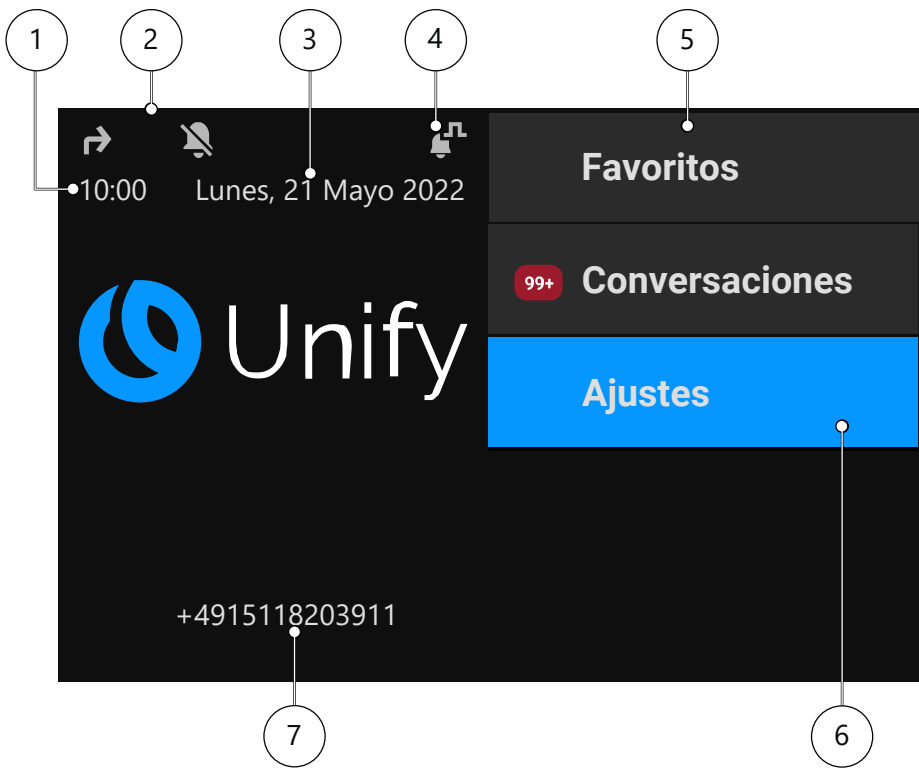 1
2
3
4
5
10:00
Lunes, 21 Mayo 2022
Favoritos
99+
Conversaciones
Unify
Ajustes
+4915118203911
7
6